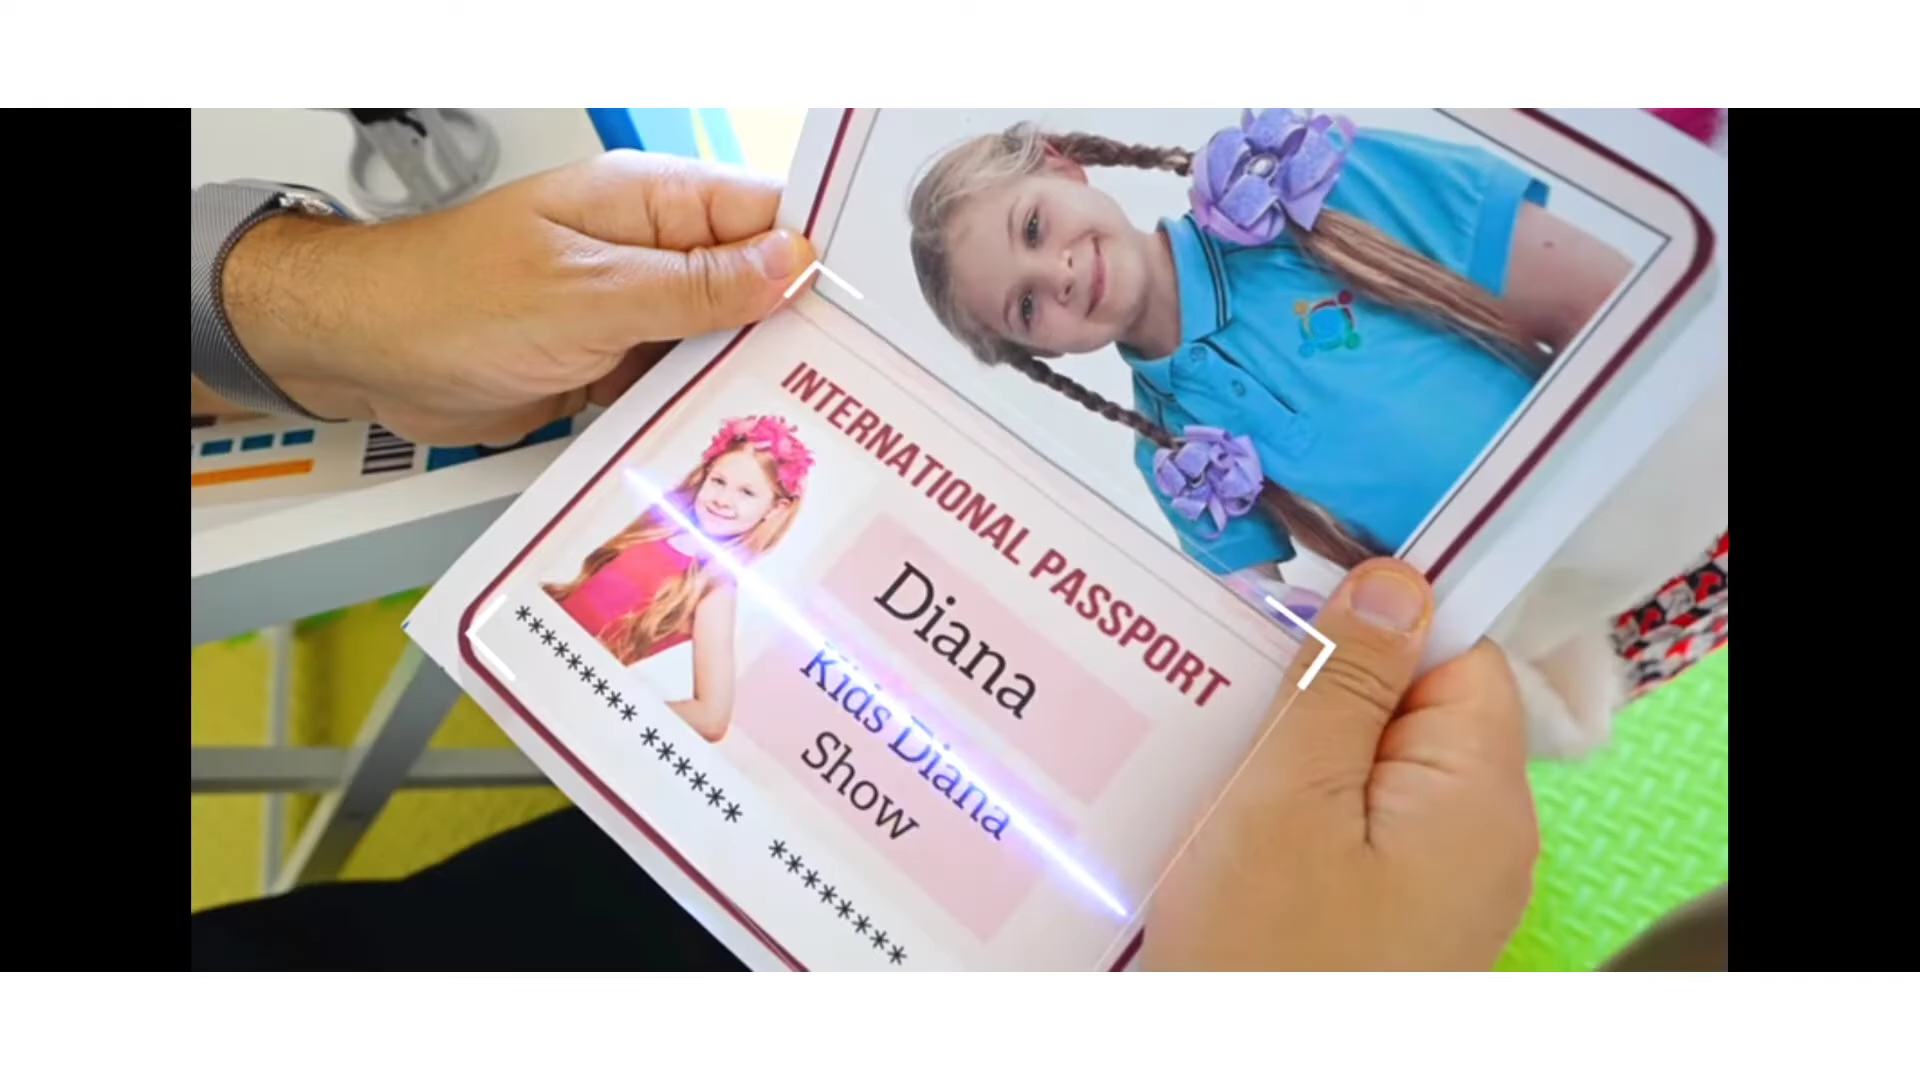 INTERNATIONAL PASSPORT
Diana
Kids Diana
Show
******* ******* *******